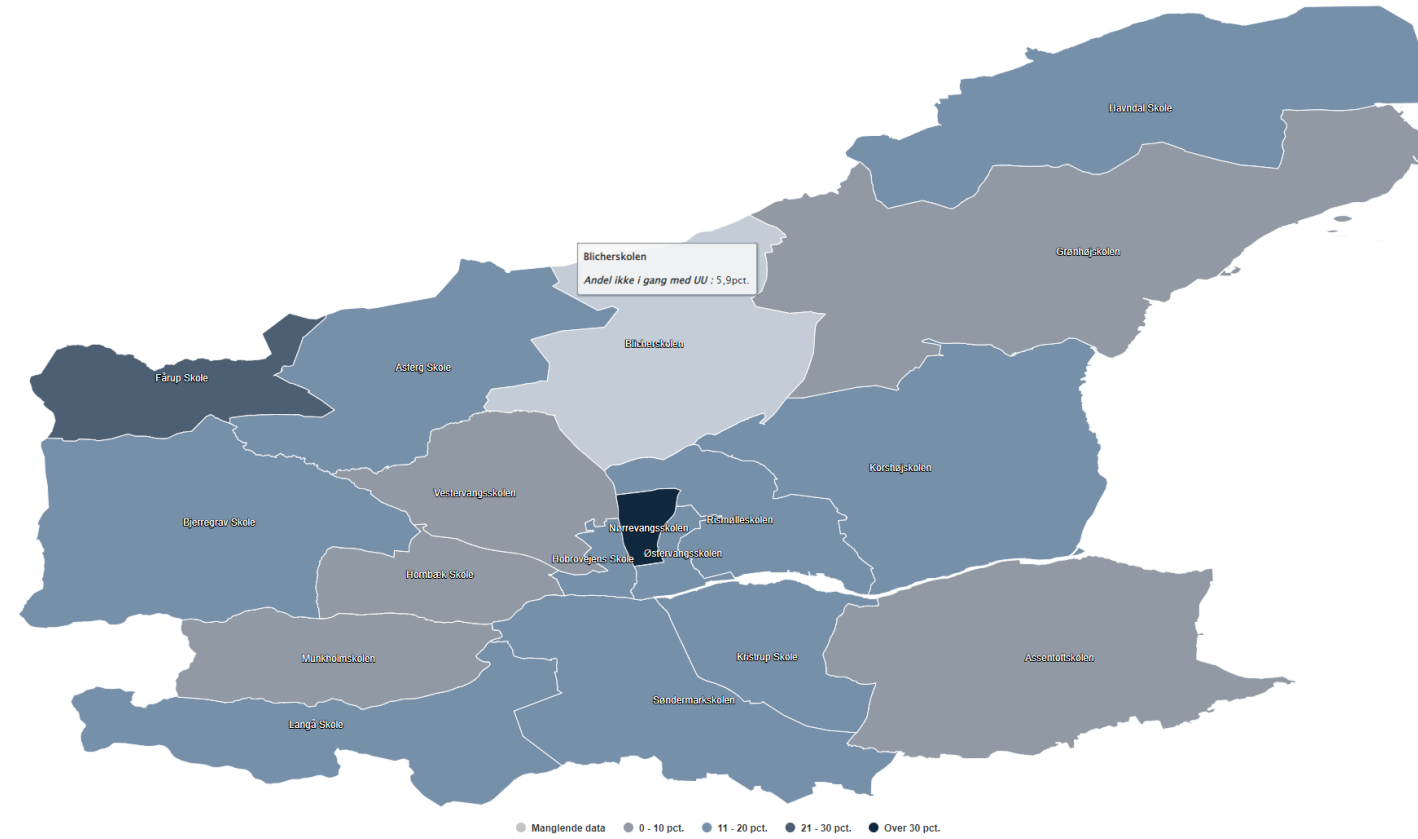 Havndal Skole
Grønhøjskolen
Blicherskolen
Andel ikke i gang med UU : 5,9pct.
Blicherskolen
Asferg Skole
Fårup Skole
Korshøjskolen
Vestervangsskolen
Bjerregrav Skole
Rismølleskolen
Nørrevangsskolen
Østervangsskolen
Hobrovejens Skole
Hornbæk Skole
Munkholmskolen
Kristrup Skole
Assentoftskolen
Søndermarkskolen
Langå Skole
Manglende data 0 - 10 pct. 11 - 20 pct. 21 - 30 pct. Over 30 pct.